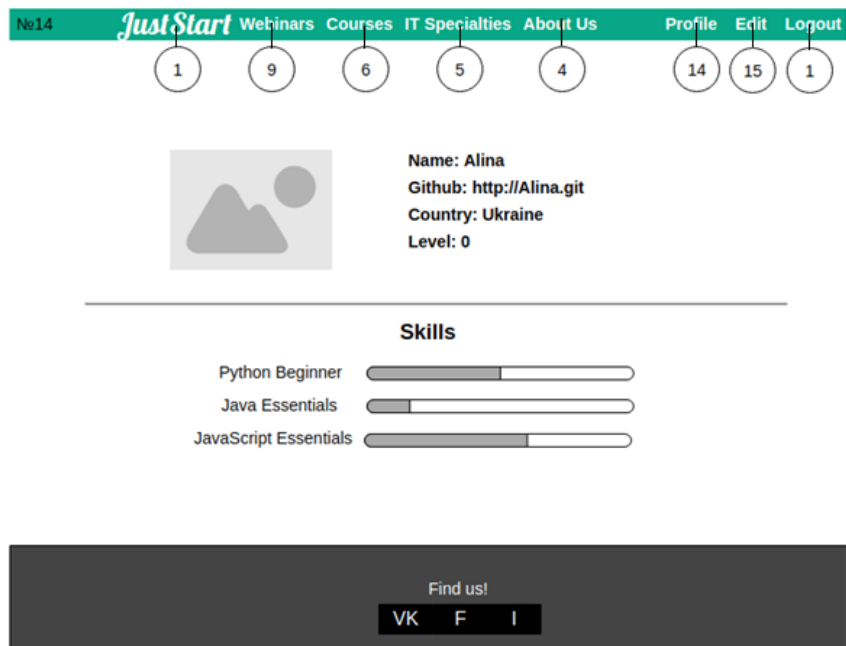 №14 JustStart Webinars Courses IT Specialties About Us Profile Edit Logout
1 9 6 5 4 14 15 1
Name: Alina
Github: http://Alina.git
Country: Ukraine
Level: 0
Skills
Python Beginner
Java Essentials
JavaScript Essentials
Find us!
VK F I